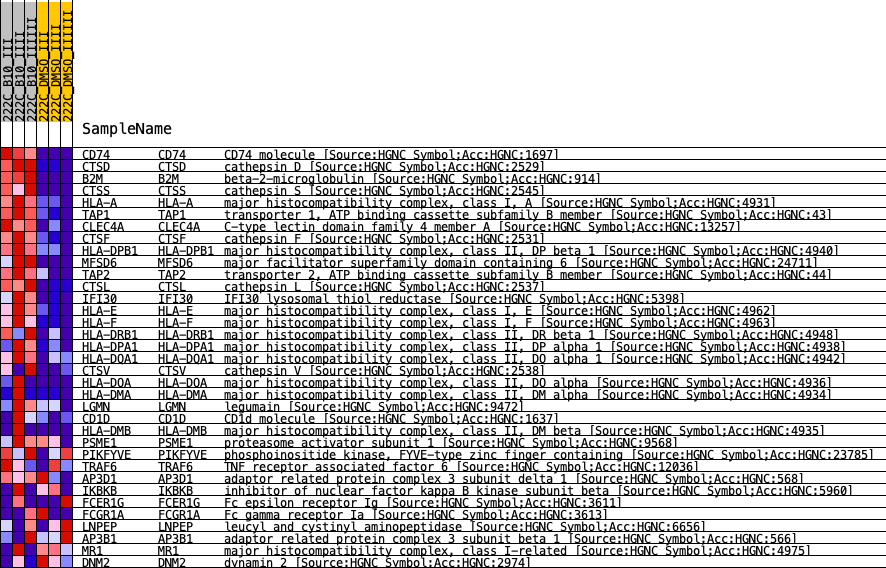 222C_B10_III
222C_B10_IIII
222C_B10_IIIIII
222C_DMSO_III
222C_DMSO_IIII
222C_DMSO_IIIIII
SampleName
CD74 CD74 CD74 molecule [Source:HGNC Symbol;Acc:HGNC:1697]
CTSD CTSD cathepsin D [Source:HGNC Symbol;Acc:HGNC:2529]
B2M B2M beta-2-microglobulin [Source:HGNC Symbol;Acc:HGNC:914]
CTSS CTSS cathepsin S [Source:HGNC Symbol;Acc:HGNC:2545]
HLA-A HLA-A major histocompatibility complex, class I, A [Source:HGNC Symbol;Acc:HGNC:4931]
TAP1 TAP1 transporter 1, ATP binding cassette subfamily B member [Source:HGNC Symbol;Acc:HGNC:43]
CLEC4A CLEC4A C-type lectin domain family 4 member A [Source:HGNC Symbol;Acc:HGNC:13257]
CTSF CTSF cathepsin F [Source:HGNC Symbol;Acc:HGNC:2531]
HLA-DPB1 HLA-DPB1 major histocompatibility complex, class II, DP beta 1 [Source:HGNC Symbol;Acc:HGNC:4940]
MFSD6 MFSD6 major facilitator superfamily domain containing 6 [Source:HGNC Symbol;Acc:HGNC:24711]
TAP2 TAP2 transporter 2, ATP binding cassette subfamily B member [Source:HGNC Symbol;Acc:HGNC:44]
CTSL CTSL cathepsin L [Source:HGNC Symbol;Acc:HGNC:2537]
IFI30 IFI30 IFI30 lysosomal thiol reductase [Source:HGNC Symbol;Acc:HGNC:5398]
HLA-E HLA-E major histocompatibility complex, class I, E [Source:HGNC Symbol;Acc:HGNC:4962]
HLA-F HLA-F major histocompatibility complex, class I, F [Source:HGNC Symbol;Acc:HGNC:4963]
HLA-DRB1 HLA-DRB1 major histocompatibility complex, class II, DR beta 1 [Source:HGNC Symbol;Acc:HGNC:4948]
HLA-DPA1 HLA-DPA1 major histocompatibility complex, class II, DP alpha 1 [Source:HGNC Symbol;Acc:HGNC:4938]
HLA-DQA1 HLA-DQA1 major histocompatibility complex, class II, DQ alpha 1 [Source:HGNC Symbol;Acc:HGNC:4942]
CTSV CTSV cathepsin V [Source:HGNC Symbol;Acc:HGNC:2538]
HLA-DOA HLA-DOA major histocompatibility complex, class II, DO alpha [Source:HGNC Symbol;Acc:HGNC:4936]
HLA-DMA HLA-DMA major histocompatibility complex, class II, DM alpha [Source:HGNC Symbol;Acc:HGNC:4934]
LGMN LGMN legumain [Source:HGNC Symbol;Acc:HGNC:9472]
CD1D CD1D CD1d molecule [Source:HGNC Symbol;Acc:HGNC:1637]
HLA-DMB HLA-DMB major histocompatibility complex, class II, DM beta [Source:HGNC Symbol;Acc:HGNC:4935]
PSME1 PSME1 proteasome activator subunit 1 [Source:HGNC Symbol;Acc:HGNC:9568]
PIKFYVE PIKFYVE phosphoinositide kinase, FYVE-type zinc finger containing [Source:HGNC Symbol;Acc:HGNC:23785]
TRAF6 TRAF6 TNF receptor associated factor 6 [Source:HGNC Symbol;Acc:HGNC:12036]
AP3D1 AP3D1 adaptor related protein complex 3 subunit delta 1 [Source:HGNC Symbol;Acc:HGNC:568]
IKBKB IKBKB inhibitor of nuclear factor kappa B kinase subunit beta [Source:HGNC Symbol;Acc:HGNC:5960]
FCER1G FCER1G Fc epsilon receptor Ig [Source:HGNC Symbol;Acc:HGNC:3611]
FCGR1A FCGR1A Fc gamma receptor Ia [Source:HGNC Symbol;Acc:HGNC:3613]
LNPEP LNPEP leucyl and cystinyl aminopeptidase [Source:HGNC Symbol;Acc:HGNC:6656]
AP3B1 AP3B1 adaptor related protein complex 3 subunit beta 1 [Source:HGNC Symbol;Acc:HGNC:566]
MR1 MR1 major histocompatibility complex, class I-related [Source:HGNC Symbol;Acc:HGNC:4975]
DNM2 DNM2 dynamin 2 [Source:HGNC Symbol;Acc:HGNC:2974]